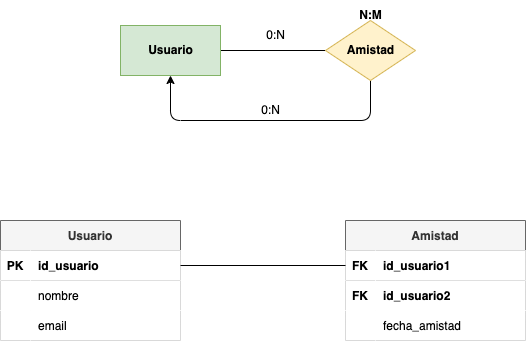 N:M
0:N
Usuario
Amistad
0:N
Usuario
Amistad
PK id_usuario
FK id_usuario1
nombre
FK id_usuario2
email
fecha_amistad